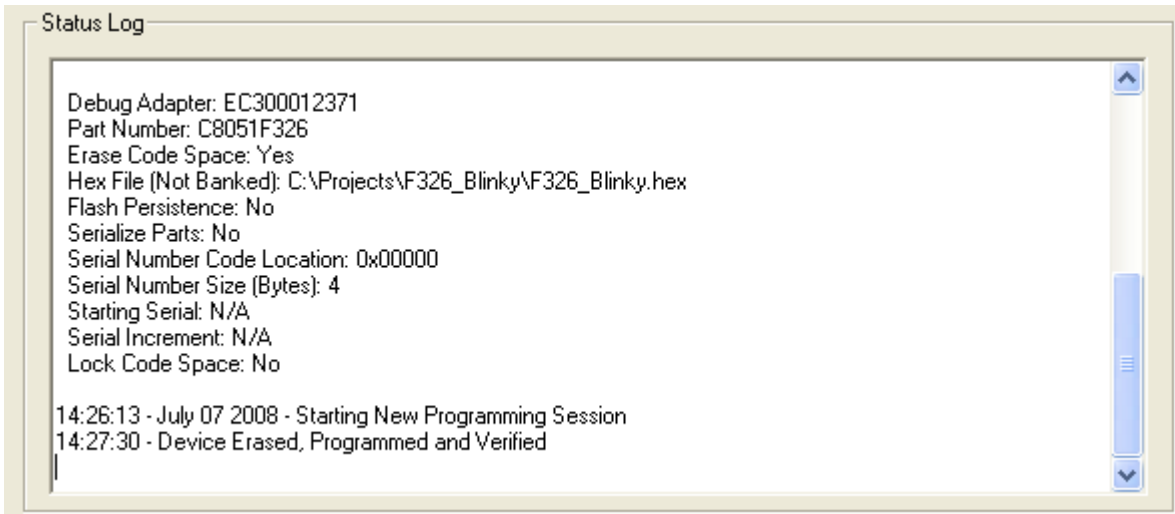 Status Log
Debug Adapter: EC300012371
Part Number: C8051F326
Erase Code Space: Yes
Hex File (Not Banked): C:\Projects\F326_Blinky\F326_Blinky.hex
Flash Persistence: No
Serialize Parts: No
Serial Number Code Location: 0x00000
Serial Number Size (Bytes): 4
Starting Serial: N/A
Serial Increment: N/A
Lock Code Space: No
14:26:13 - July 07 2008 - Starting New Programming Session
14:27:30 - Device Erased, Programmed and Verified